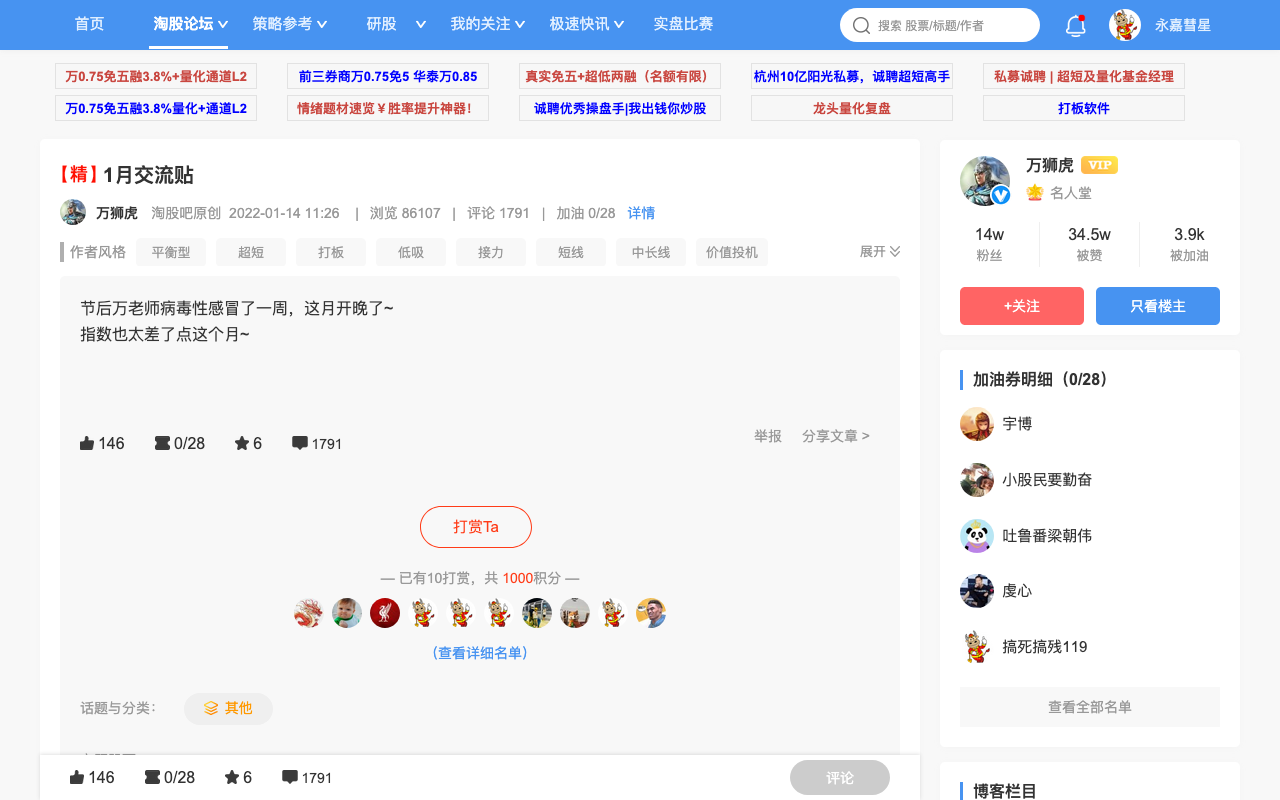 首页 淘股论坛 策略参考 研股 我的关注 极速快讯 实盘比赛 搜索 股票/标题/作者 永嘉彗星
万0.75免五融3.8%+量化通道L2 前三券商万0.75免5 华泰万0.85 真实免五+超低两融（名额有限） 杭州10亿阳光私募，诚聘超短高手 私募诚聘 | 超短及量化基金经理
万0.75免五融3.8%量化+通道L2 情绪题材速览￥胜率提升神器！ 诚聘优秀操盘手|我出钱你炒股 龙头量化复盘 打板软件
【精】1月交流贴
万狮虎 淘股吧原创 2022-01-14 11:26 | 浏览 86107 | 评论 1791 | 加油 0/28 详情
作者风格 平衡型 超短 打板 低吸 接力 短线 中长线 价值投机 展开
节后万老师病毒性感冒了一周，这月开晚了~
指数也太差了点这个月~
146 0/28 6 1791 举报 分享文章 >
打赏Ta
— 已有10打赏，共 1000积分 —
（查看详细名单）
话题与分类： 其他
146 0/28 6 1791 评论
万狮虎 VIP
名人堂
14w 34.5w 3.9k
粉丝 被赞 被加油
+关注 只看楼主
加油券明细（0/28）
宇博
小股民要勤奋
吐鲁番梁朝伟
虔心
搞死搞残119
查看全部名单
博客栏目